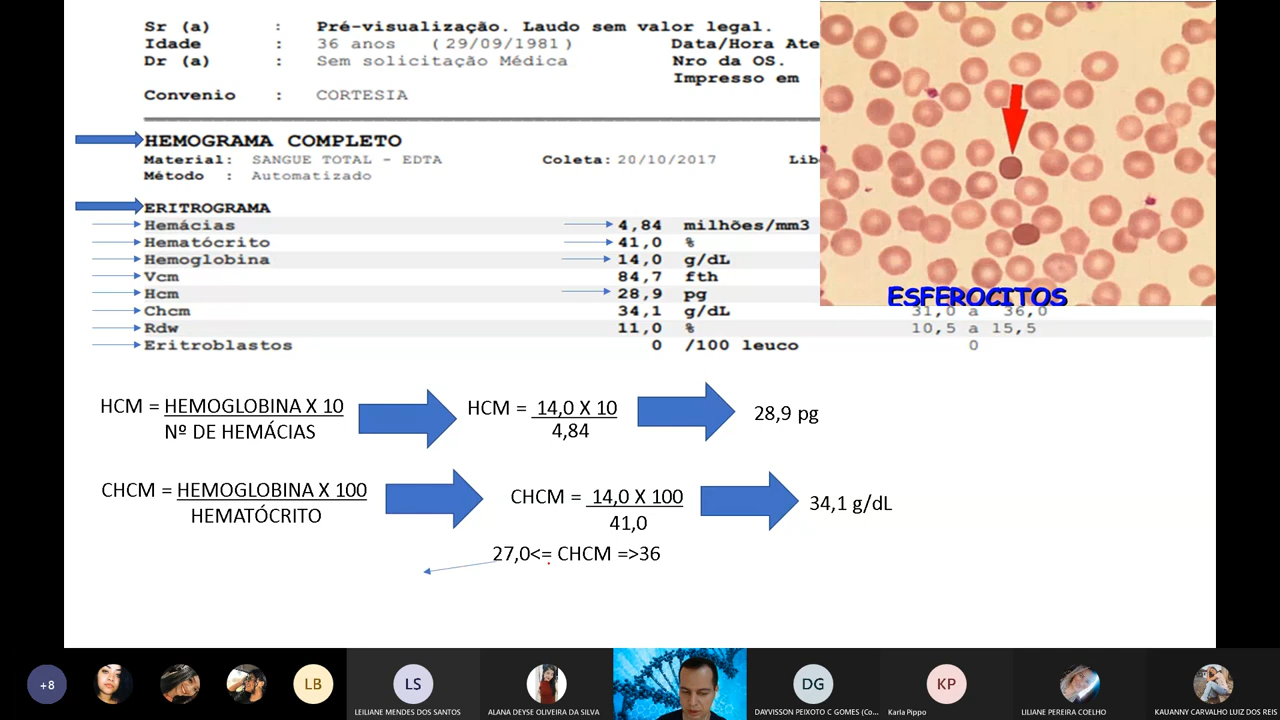 Sr (a) : Pré-visualização. Laudo sem valor legal.
Idade : 36 anos (29/09/1981) Data/Hora Ate
Dr (a) : Sem solicitação Médica Nro da OS.
Impresso em
Convenio : CORTESIA
HEMOGRAMA COMPLETO
Material: SANGUE TOTAL - EDTA Coleta: 20/10/2017 Lib
Método : Automatizado
ERITROGRAMA
Hemácias 4,84 milhões/mm3
Hematócrito 41,0 %
Hemoglobina 14,0 g/dL
Vcm 84,7 fth
Hcm 28,9 pg
Chcm 34,1 g/dL 31,0 a 36,0
Rdw 11,0 % 10,5 a 15,5
Eritroblastos 0 /100 leuco 0
ESFEROCITOS
HCM = HEMOGLOBINA X 10
Nº DE HEMÁCIAS
HCM = 14,0 X 10
4,84
28,9 pg
CHCM = HEMOGLOBINA X 100
HEMATÓCRITO
CHCM = 14,0 X 100
41,0
34,1 g/dL
27,0<= CHCM =>36
+8
LB
LS
DG
KP
LEILIANE MENDES DOS SANTOS
ALANA DEYSE OLIVEIRA DA SILVA
DAYVISSON PEIXOTO C GOMES (Co...
Karla Pippo
LILIANE PEREIRA COELHO
KAUANNY CARVALHO LUIZ DOS REIS